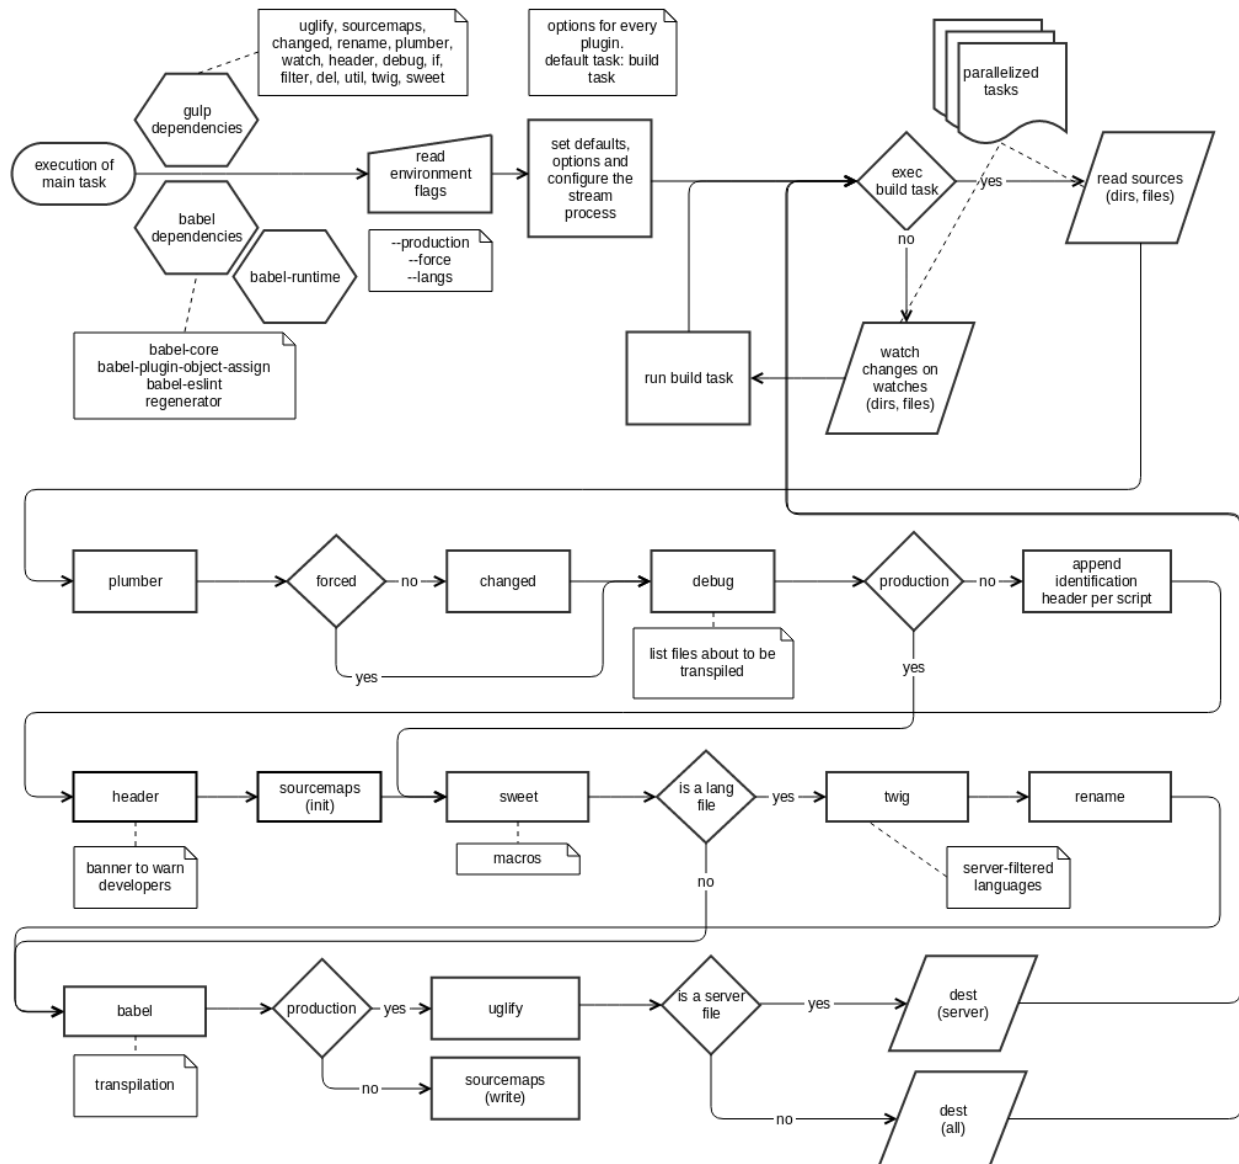 uglify, sourcemaps,
changed, rename, plumber,
watch, header, debug, if,
filter, del, util, twig, sweet
options for every
plugin.
default task: build
task
parallelized
tasks
gulp
dependencies
execution of
main task
read
environment
flags
set defaults,
options and
configure the
stream
process
exec
build task
yes
read sources
(dirs, files)
babel
dependencies
babel-runtime
--production
--force
--langs
no
babel-core
babel-plugin-object-assign
babel-eslint
regenerator
run build task
watch
changes on
watches
(dirs, files)
plumber
forced
no
changed
debug
production
no
append
identification
header per script
yes
list files about to be
transpiled
yes
header
sourcemaps
(init)
sweet
is a lang
file
yes
twig
rename
banner to warn
developers
macros
no
server-filtered
languages
babel
production
yes
uglify
is a server
file
yes
dest
(server)
transpilation
no
sourcemaps
(write)
no
dest
(all)